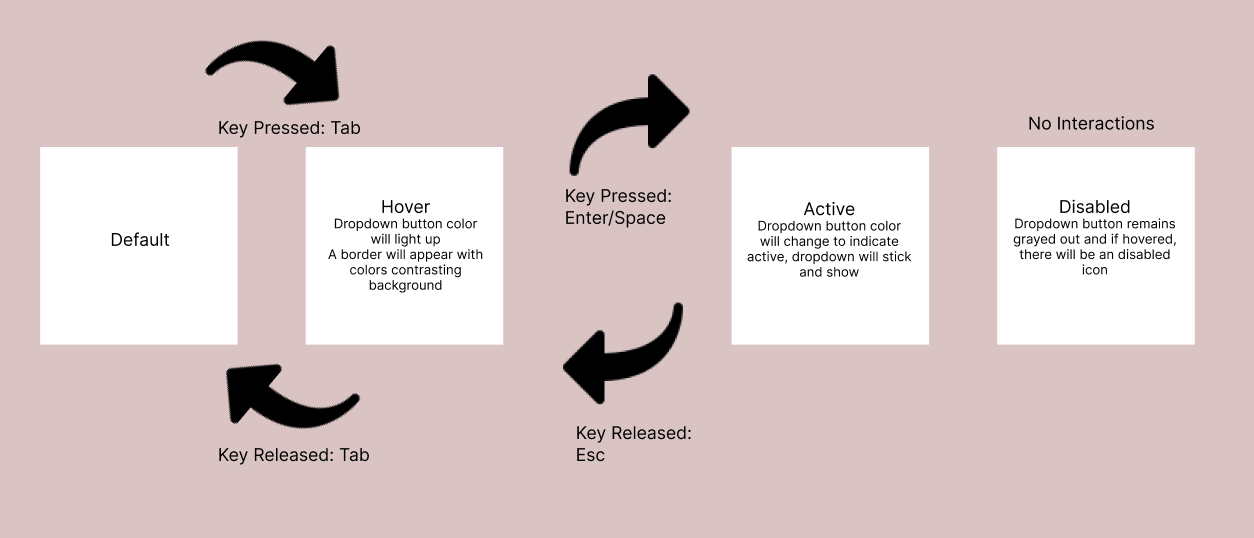 Key Pressed: Tab
Default
Hover
Dropdown button color
will light up
A border will appear with
colors contrasting
background
Key Released: Tab
Key Pressed:
Enter/Space
Key Released:
Esc
Active
Dropdown button color
will change to indicate
active, dropdown will stick
and show
No Interactions
Disabled
Dropdown button remains
grayed out and if hovered,
there will be an disabled
icon